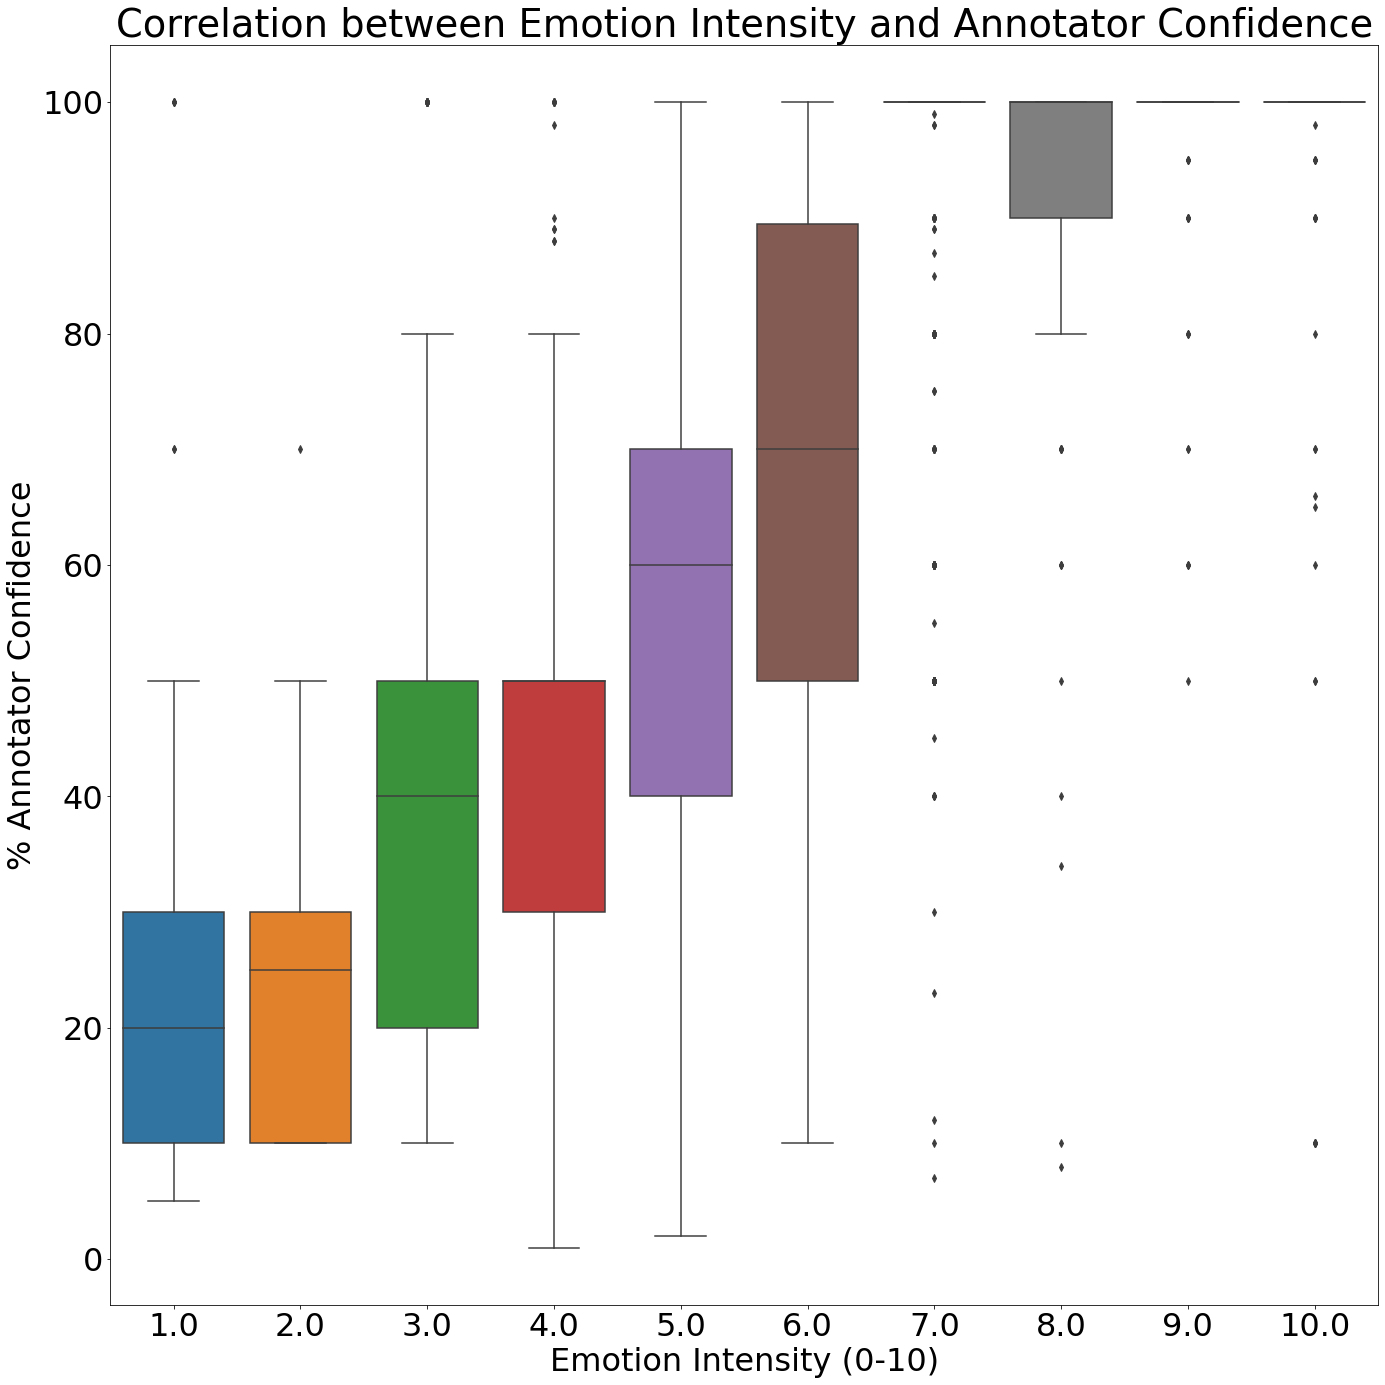 Correlation between Emotion Intensity and Annotator Confidence
100
80
60
40
20
0
% Annotator Confidence
1.0 2.0 3.0 4.0 5.0 6.0 7.0 8.0 9.0 10.0
Emotion Intensity (0-10)